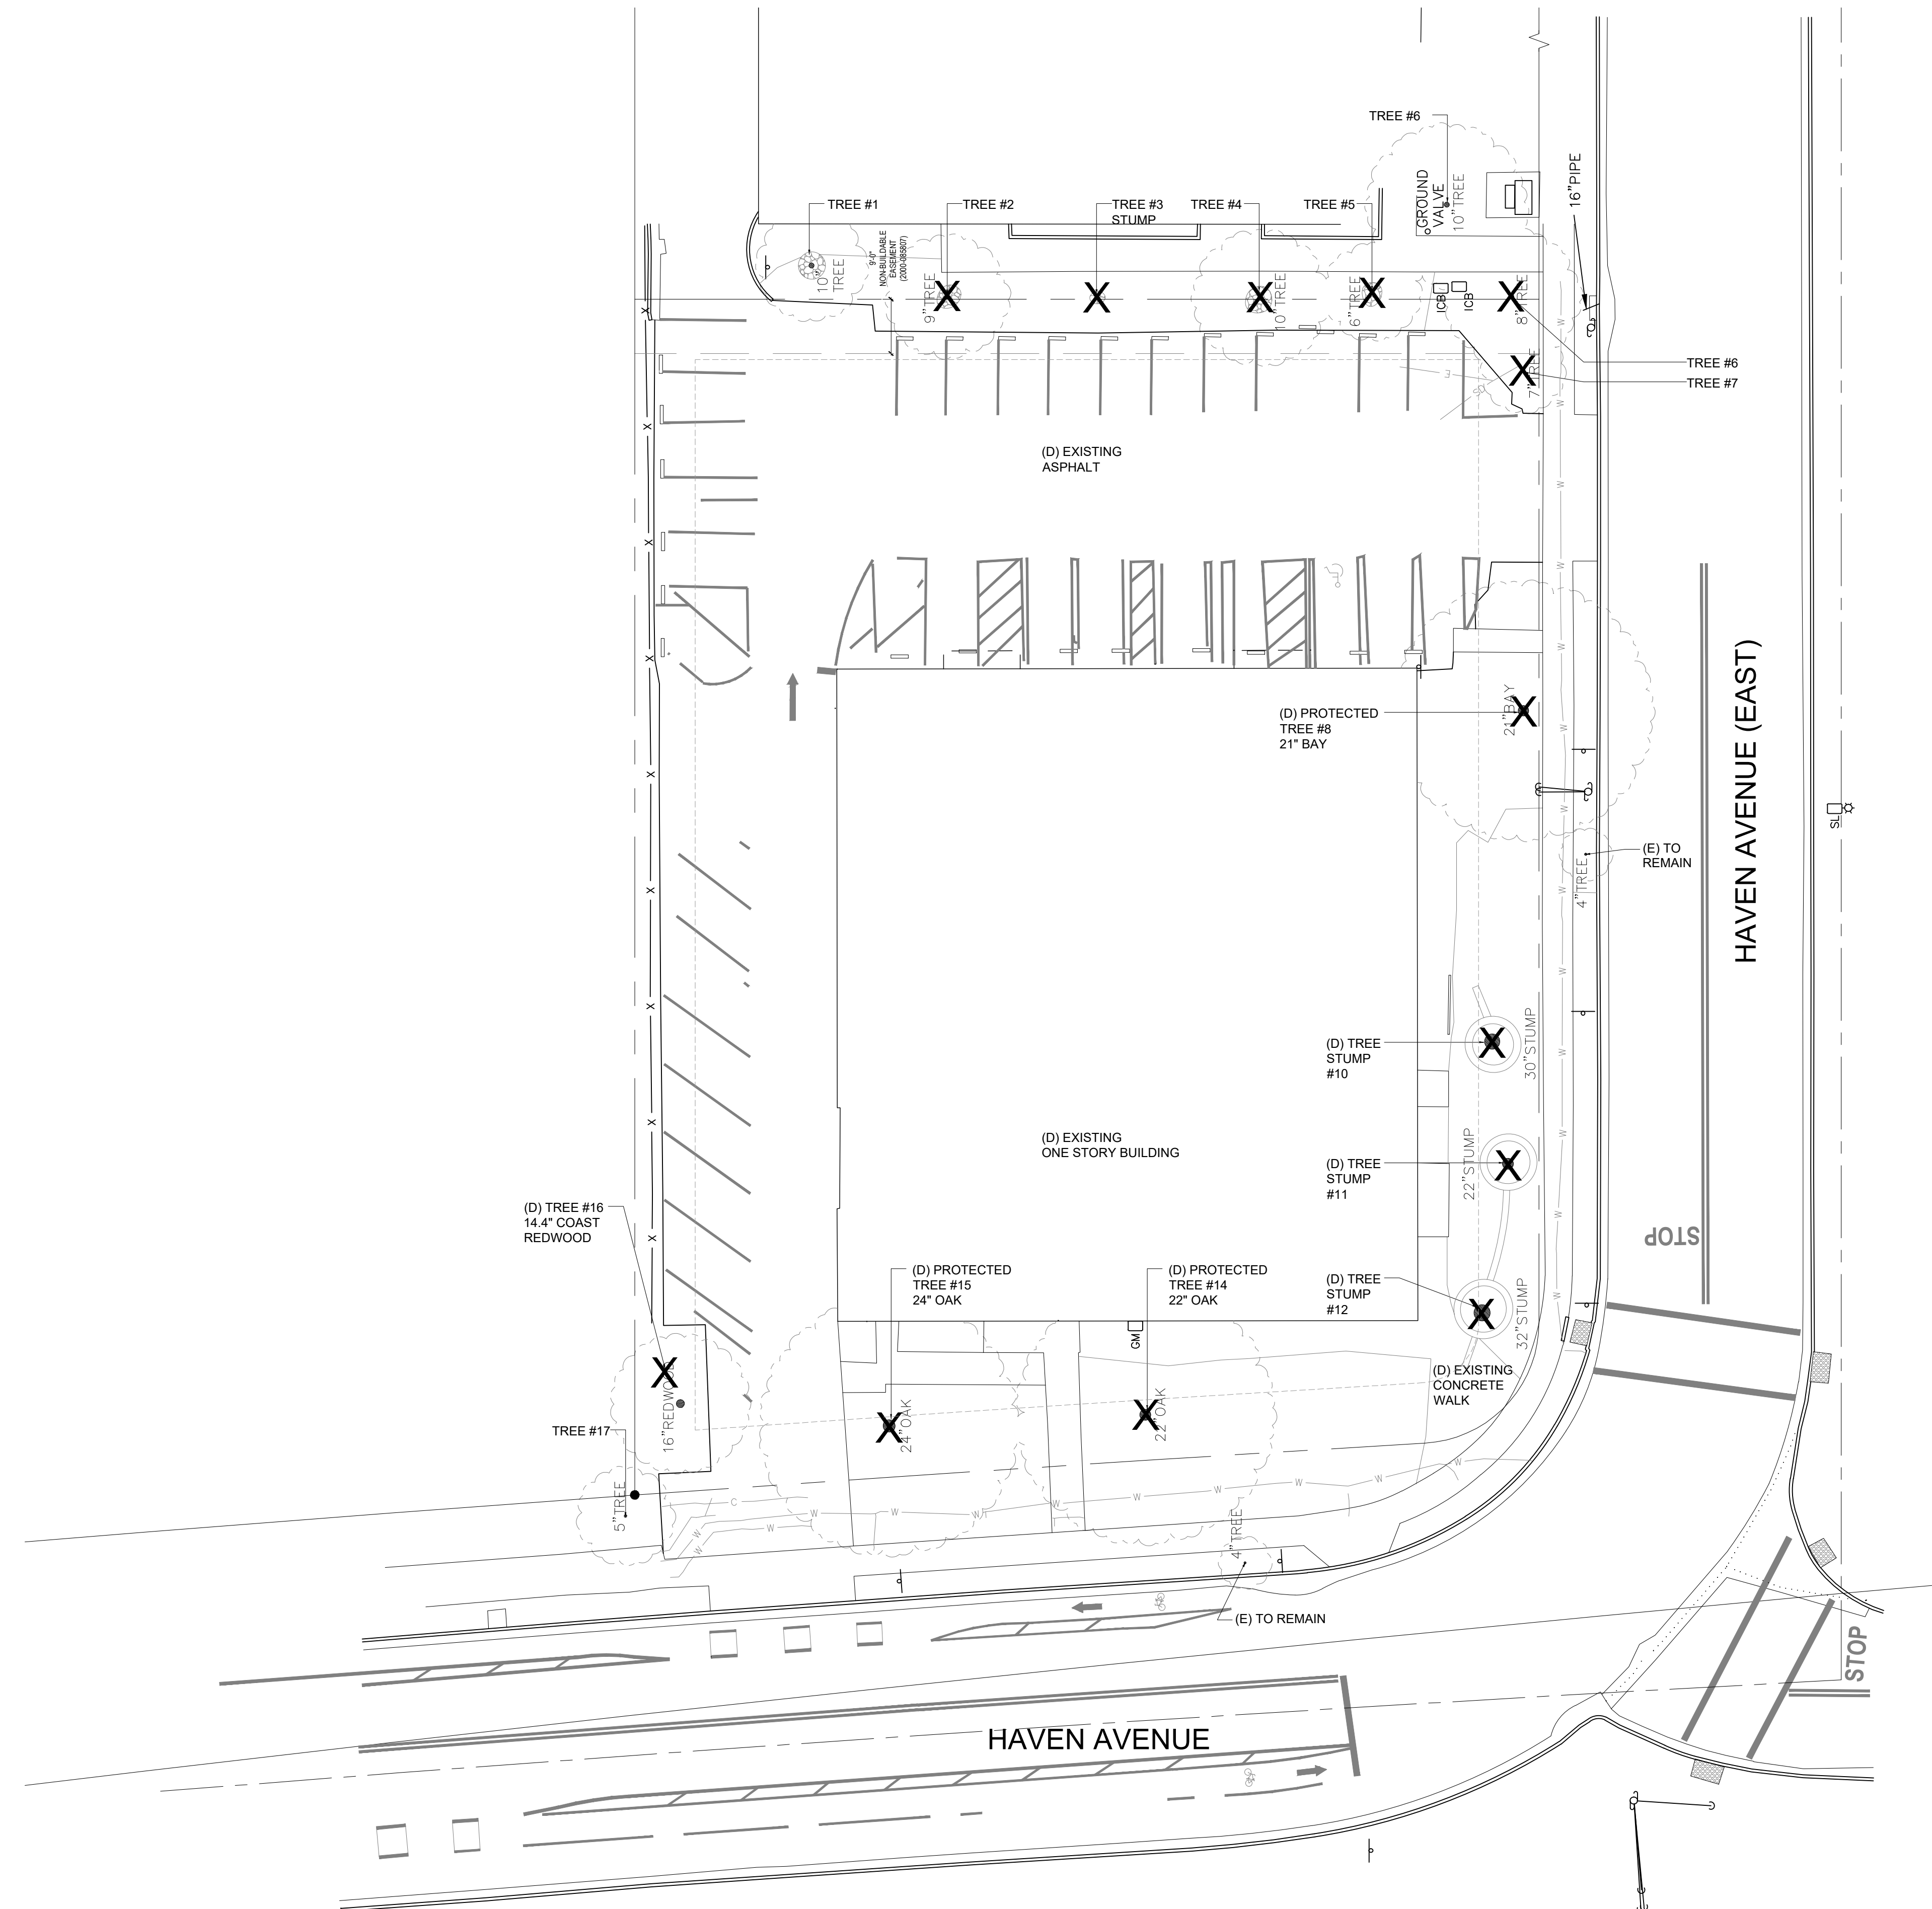 TREE #6
16"PIPE
GROUND
VALVE
10"TREE
TREE #1
TREE #2
TREE #3
STUMP
TREE #4
TREE #5
10"
TREE
9'-0"
NON-BUILDABLE
EASEMENT
(2000-085807)
9"TREE
10"TREE
6"TREE
ICB
ICB
8"TREE
7"TREE
TREE #6
TREE #7
E
(D) EXISTING
ASPHALT
HAVEN AVENUE (EAST)
21"BAY
(D) PROTECTED
TREE #8
21" BAY
SL
(E) TO
REMAIN
4"TREE
(D) TREE
STUMP
#10
30"STUMP
(D) EXISTING
ONE STORY BUILDING
22"STUMP
(D) TREE
STUMP
#11
(D) TREE #16
14.4" COAST
REDWOOD
STOP
(D) PROTECTED
TREE #15
24" OAK
(D) PROTECTED
TREE #14
22" OAK
(D) TREE
STUMP
#12
32"STUMP
GM
(D) EXISTING
CONCRETE
WALK
16"REDWOOD
24"OAK
22"OAK
TREE #17
5"TREE
C
W
4"TREE
(E) TO REMAIN
STOP
HAVEN AVENUE